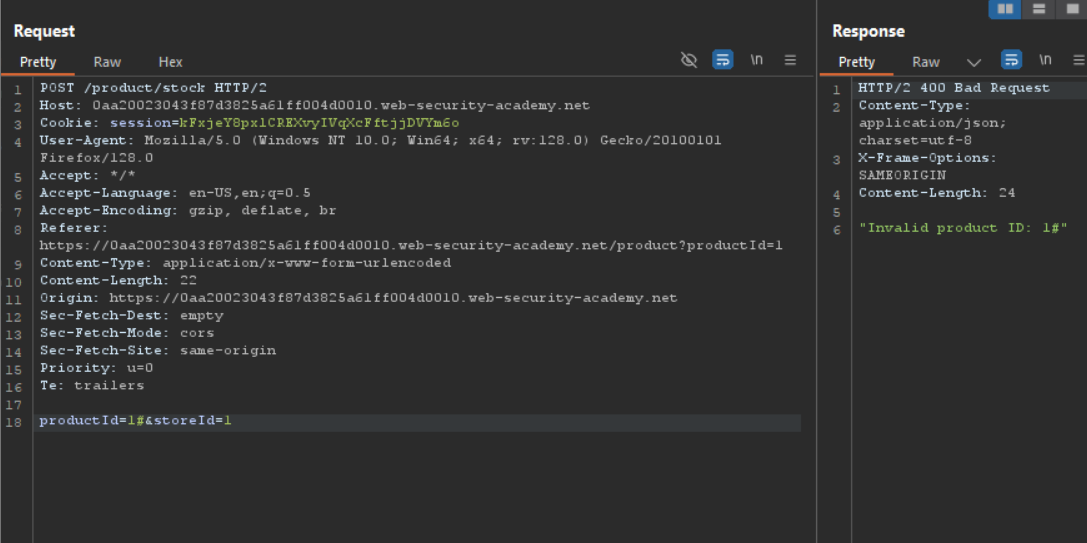 Request
Pretty Raw Hex \n
1 POST /product/stock HTTP/2
2 Host: 0aa20023043f87d3825a61ff004d0010.web-security-academy.net
3 Cookie: session=kFxjeY8pxlCREXvyIVqXcFftjjDVYm6o
4 User-Agent: Mozilla/5.0 (Windows NT 10.0; Win64; x64; rv:128.0) Gecko/20100101
Firefox/128.0
5 Accept: */*
6 Accept-Language: en-US,en;q=0.5
7 Accept-Encoding: gzip, deflate, br
8 Referer:
https://0aa20023043f87d3825a61ff004d0010.web-security-academy.net/product?productId=1
9 Content-Type: application/x-www-form-urlencoded
10 Content-Length: 22
11 Origin: https://0aa20023043f87d3825a61ff004d0010.web-security-academy.net
12 Sec-Fetch-Dest: empty
13 Sec-Fetch-Mode: cors
14 Sec-Fetch-Site: same-origin
15 Priority: u=0
16 Te: trailers
17
18 productId=1#&storeId=1
Response
Pretty Raw \n
1 HTTP/2 400 Bad Request
2 Content-Type:
application/json;
charset=utf-8
3 X-Frame-Options:
SAMEORIGIN
4 Content-Length: 24
5
6 "Invalid product ID: 1#"